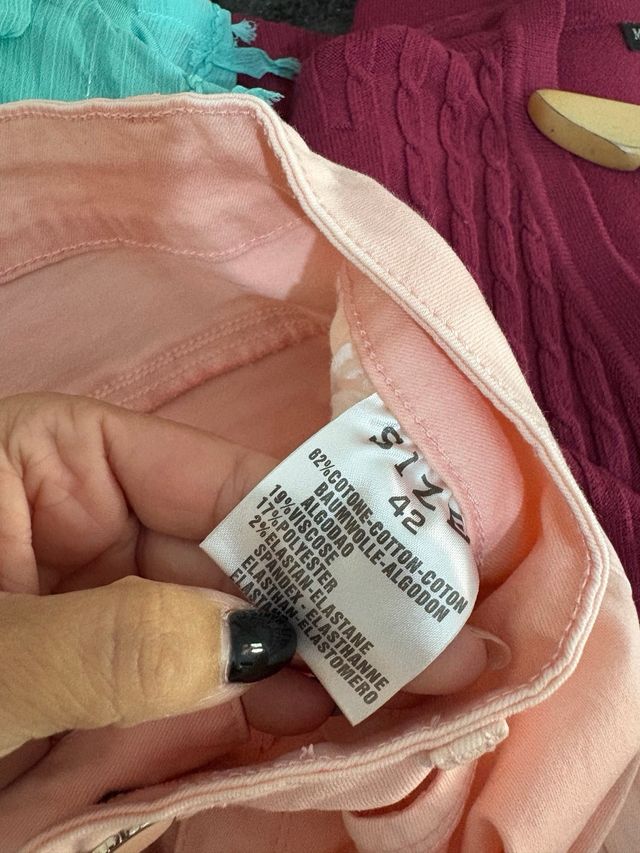 SIZE
42
62%COTONE-COTTON-COTON
BAUMWOLLE-ALGODON
ALGODAO
19%VISCOSE
17%POLYESTER
2%ELASTAN-ELASTANE
SPANDEX-ELASTHANNE
ELASTMAN-ELASTOMERO
M